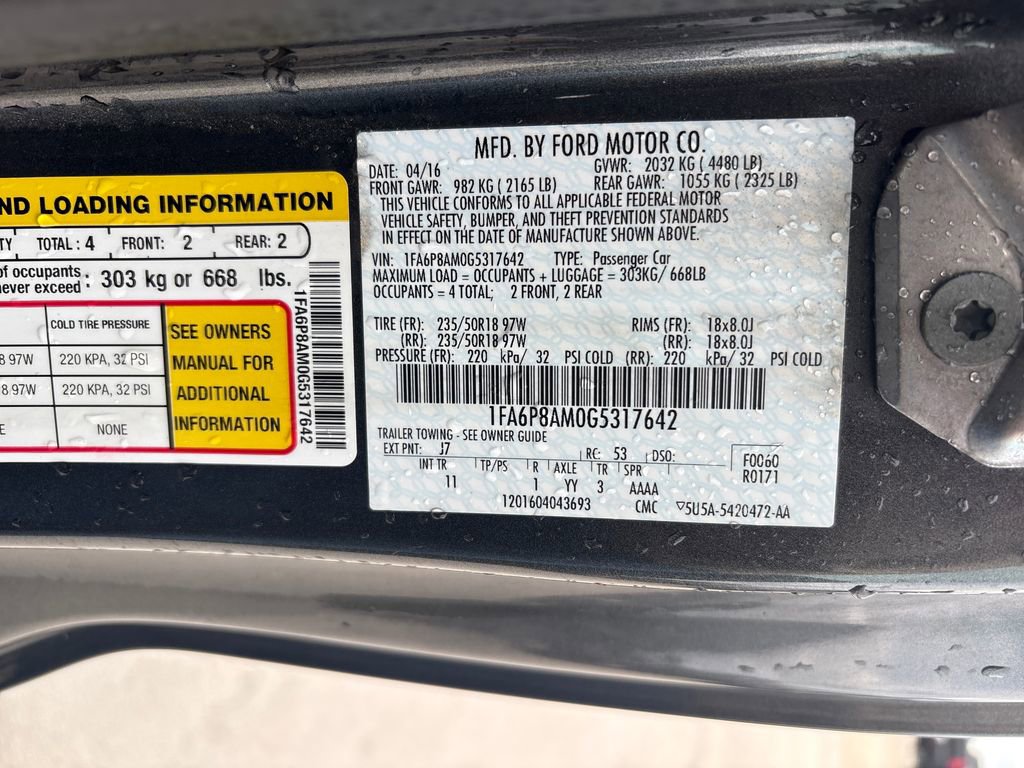 ND LOADING INFORMATION
TY TOTAL : 4 FRONT: 2 REAR: 2
of occupants
never exceed : 303 kg or 668 lbs.
COLD TIRE PRESSURE
8 97W 220 KPA, 32 PSI
8 97W 220 KPA, 32 PSI
E NONE
SEE OWNERS
MANUAL FOR
ADDITIONAL
INFORMATION
1FA6P8AM0G5317642
MFD. BY FORD MOTOR CO.
DATE: 04/16 GVWR: 2032 KG ( 4480 LB)
FRONT GAWR: 982 KG ( 2165 LB) REAR GAWR: 1055 KG ( 2325 LB)
THIS VEHICLE CONFORMS TO ALL APPLICABLE FEDERAL MOTOR
VEHICLE SAFETY, BUMPER, AND THEFT PREVENTION STANDARDS
IN EFFECT ON THE DATE OF MANUFACTURE SHOWN ABOVE.
VIN: 1FA6P8AM0G5317642 TYPE: Passenger Car
MAXIMUM LOAD = OCCUPANTS + LUGGAGE = 303KG/ 668LB
OCCUPANTS = 4 TOTAL; 2 FRONT, 2 REAR
TIRE (FR): 235/50R18 97W RIMS (FR): 18x8.0J
(RR): 235/50R18 97W (RR): 18x8.0J
PRESSURE (FR): 220 kPa/ 32 PSI COLD (RR): 220 kPa/ 32 PSI COLD
1FA6P8AM0G5317642
TRAILER TOWING - SEE OWNER GUIDE
EXT PNT: J7 RC: 53 DSO: F0060
INT TR TP/PS R AXLE TR SPR R0171
11 1 YY 3 AAAA
1201604043693 CMC ▽5U5A-5420472-AA